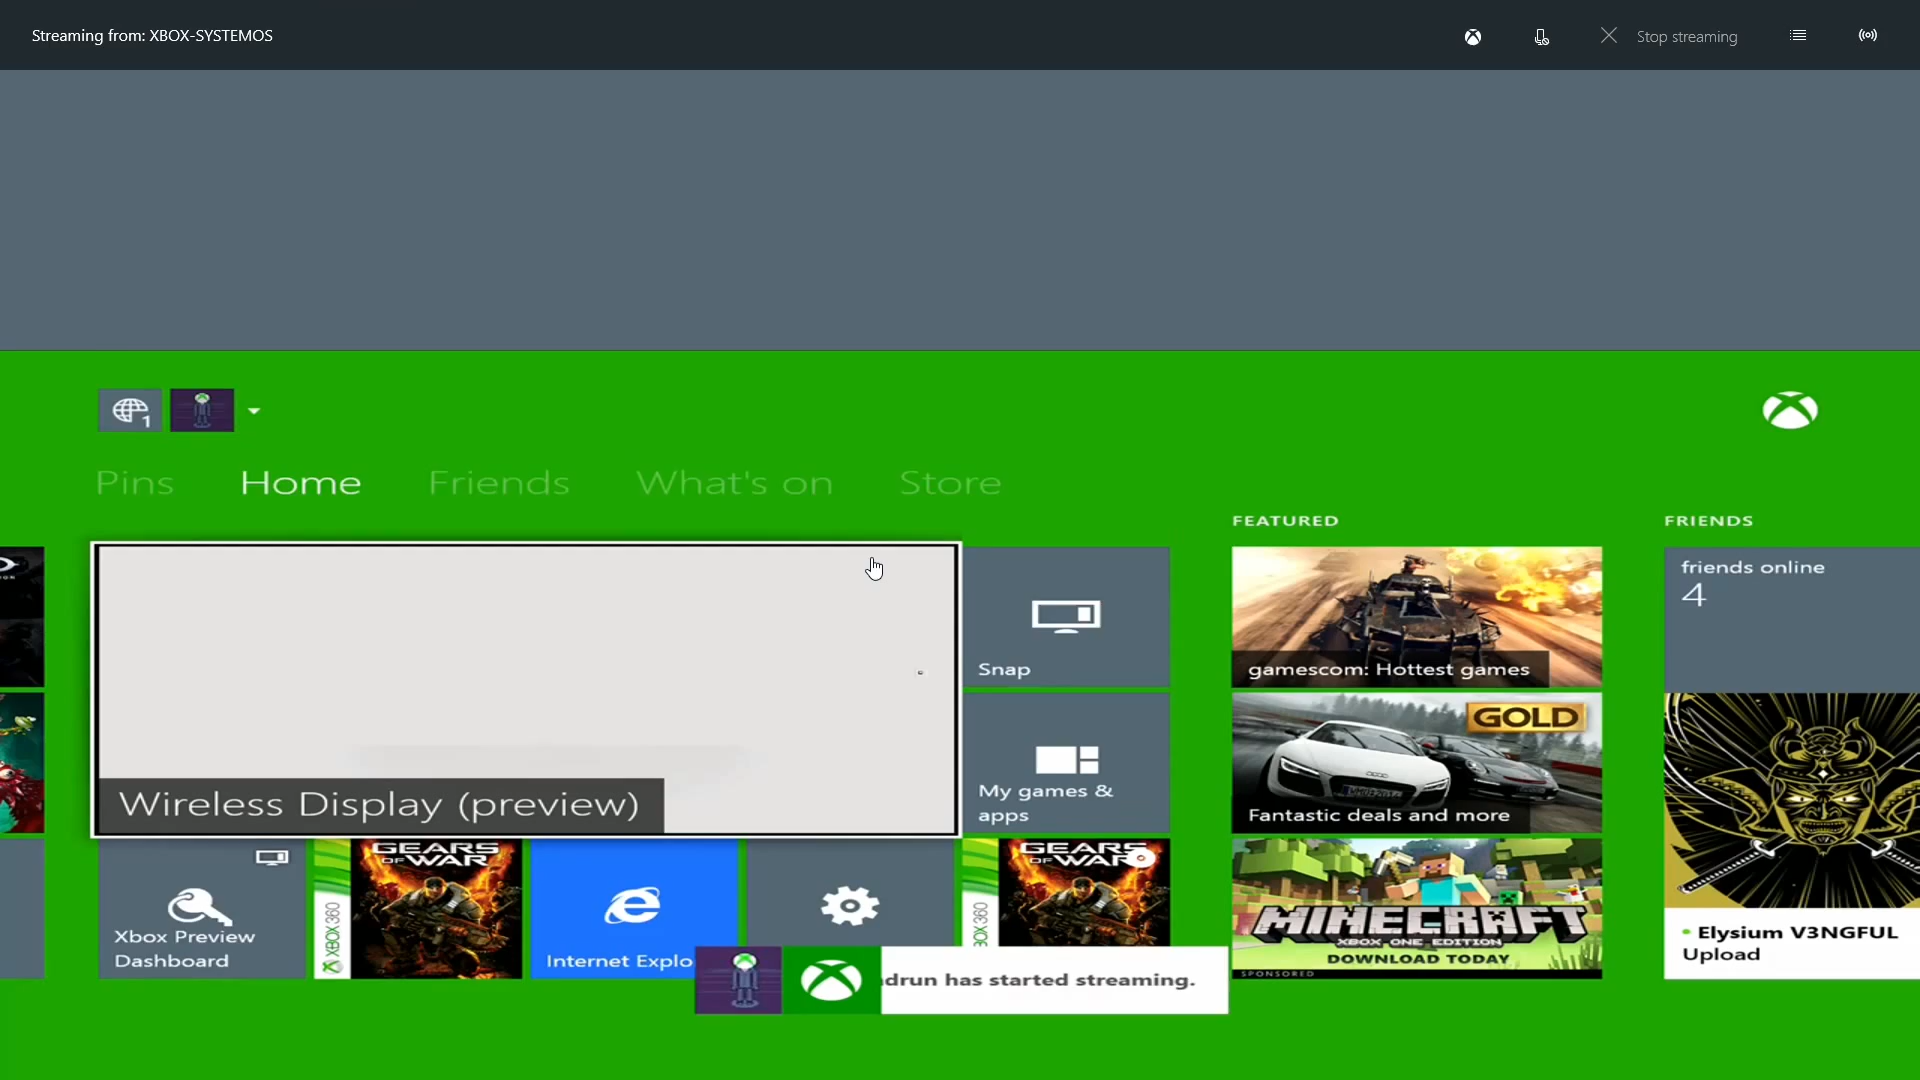 Streaming from: XBOX-SYSTEMOS
Stop streaming
1
Pins
Home
Friends
What's on
Store
FEATURED
FRIENDS
Snap
gamescom: Hottest games
friends online
4
My games &
apps
GOLD
Fantastic deals and more
Wireless Display (preview)
Xbox Preview
Dashboard
XBOX 360
GEARS
OF WAR
Internet Explo
GEARS
OF WAR
BOX 360
MINECRAFT
XBOX ONE EDITION
DOWNLOAD TODAY
SPONSORED
Elysium V3NGFUL
Upload
drun has started streaming.